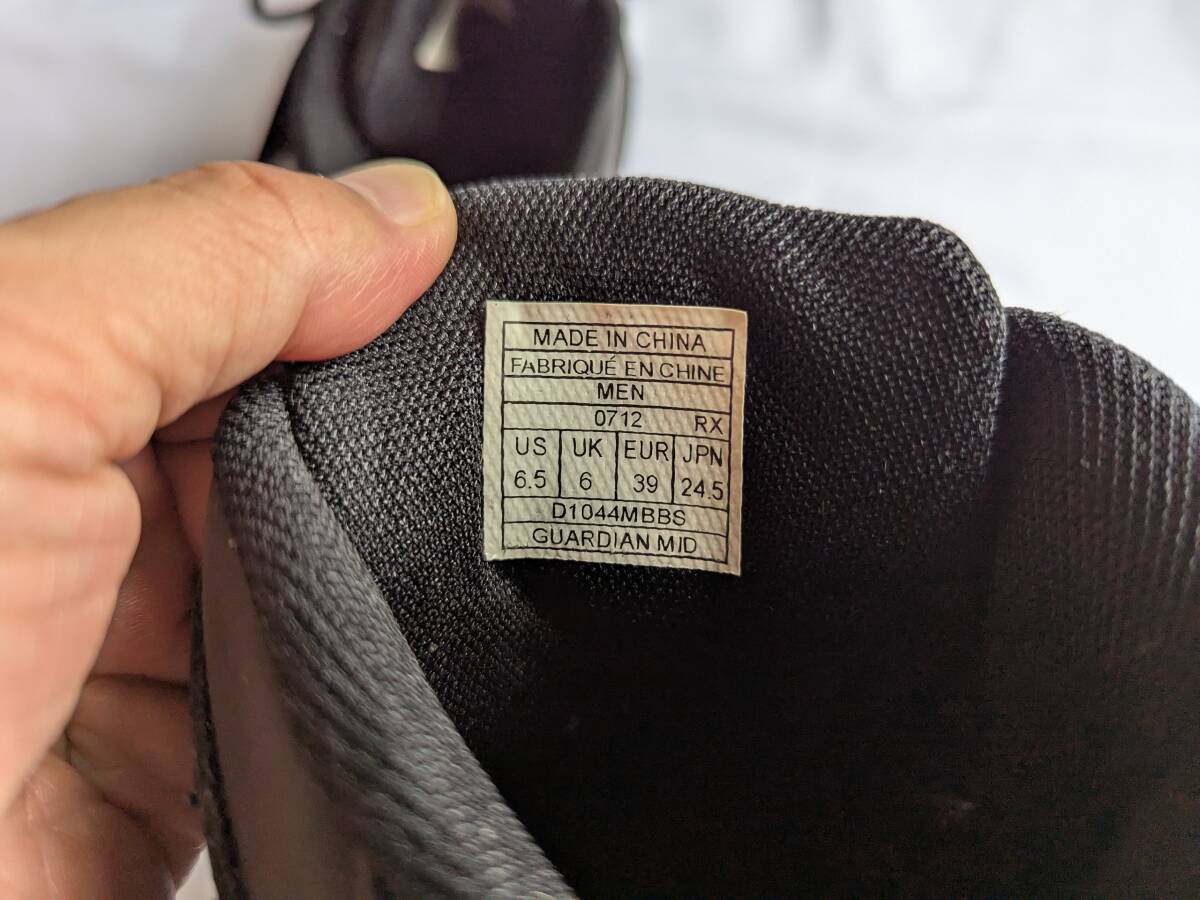 MADE IN CHINA
FABRIQUÉ EN CHINE
MEN
0712 RX
US UK EUR JPN
6.5 6 39 24.5
D1044MBBS
GUARDIAN MID